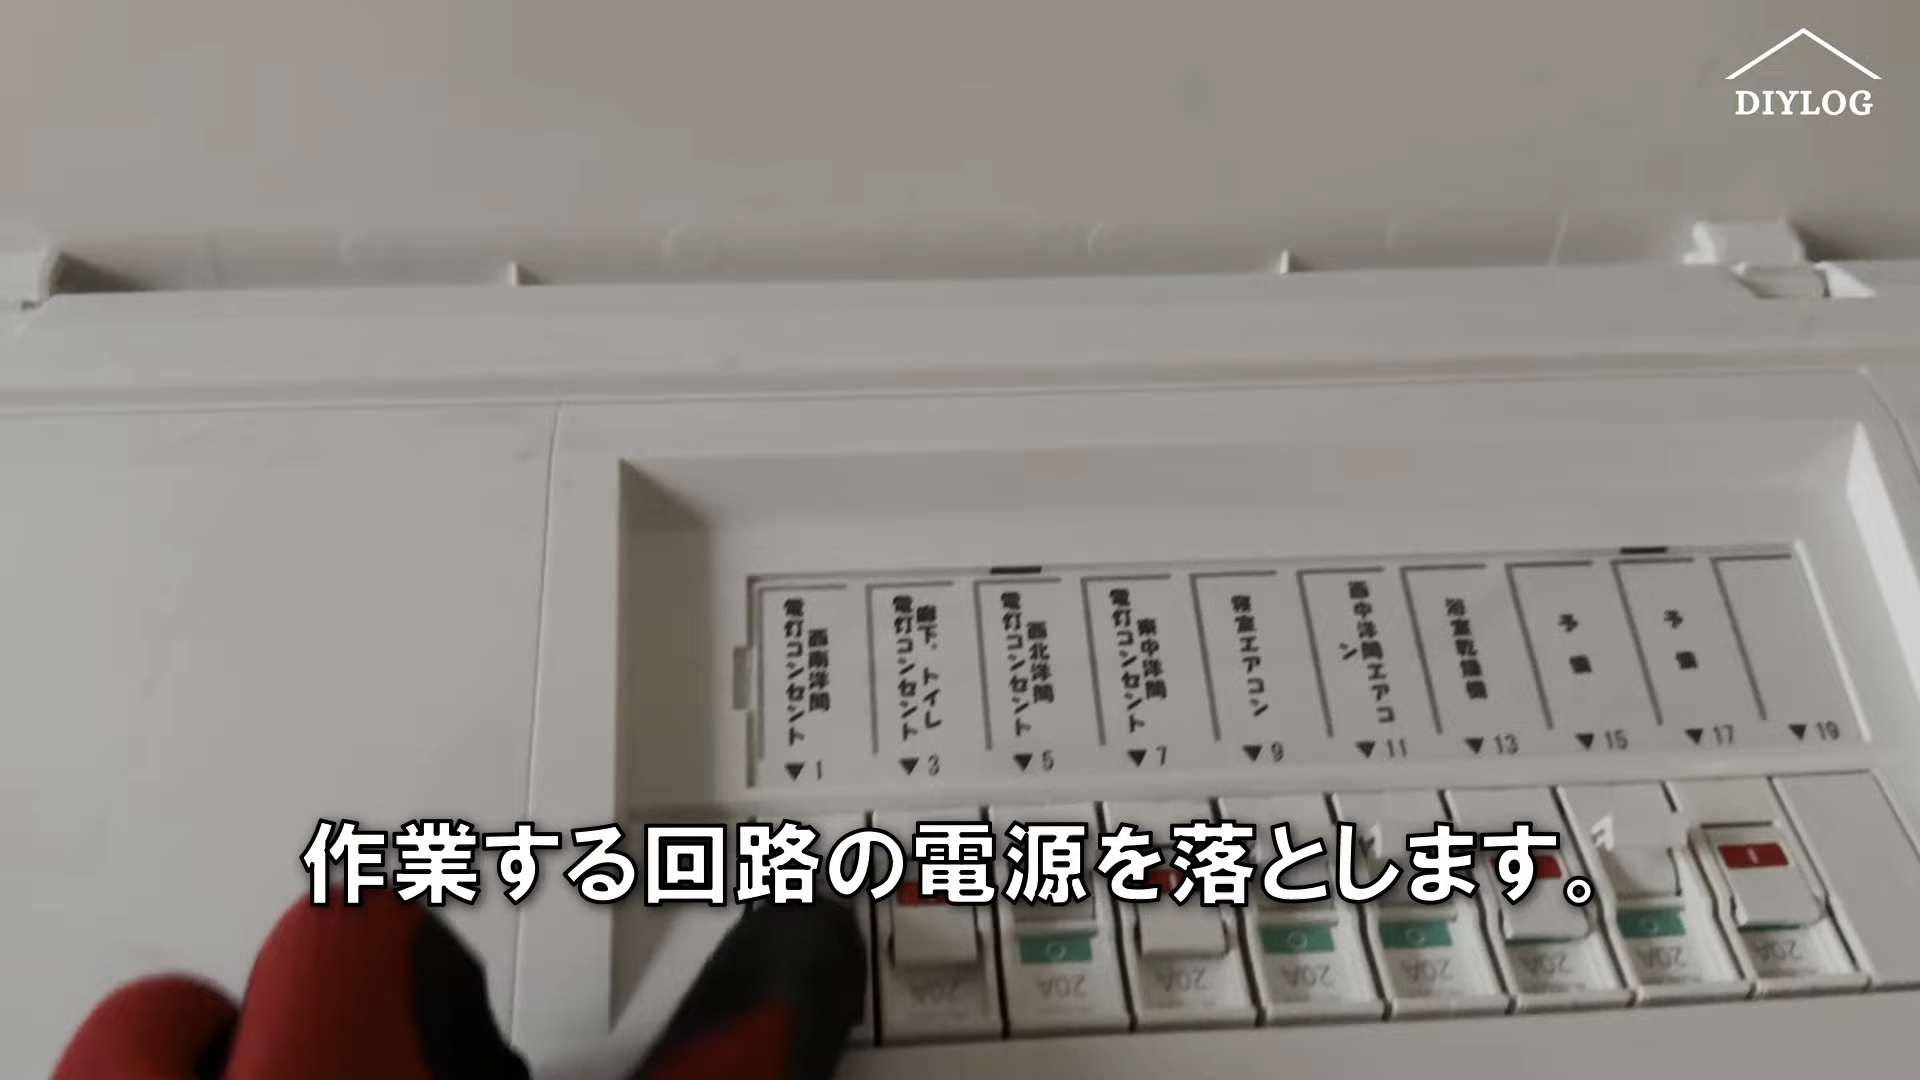 DIYLOG
西南洋間
電灯コンセント
廊下、トイレ
電灯コンセント
西北洋間
電灯コンセント
東中洋間
電灯コンセント
寝室エアコン
西中洋間エアコ
ン
浴室乾燥機
予備
予備
▼1
▼3
▼5
▼7
▼9
▼11
▼13
▼15
▼17
▼19
作業する回路の電源を落とします。
20A
20A
20A
20A
20A
20A
20A
20A